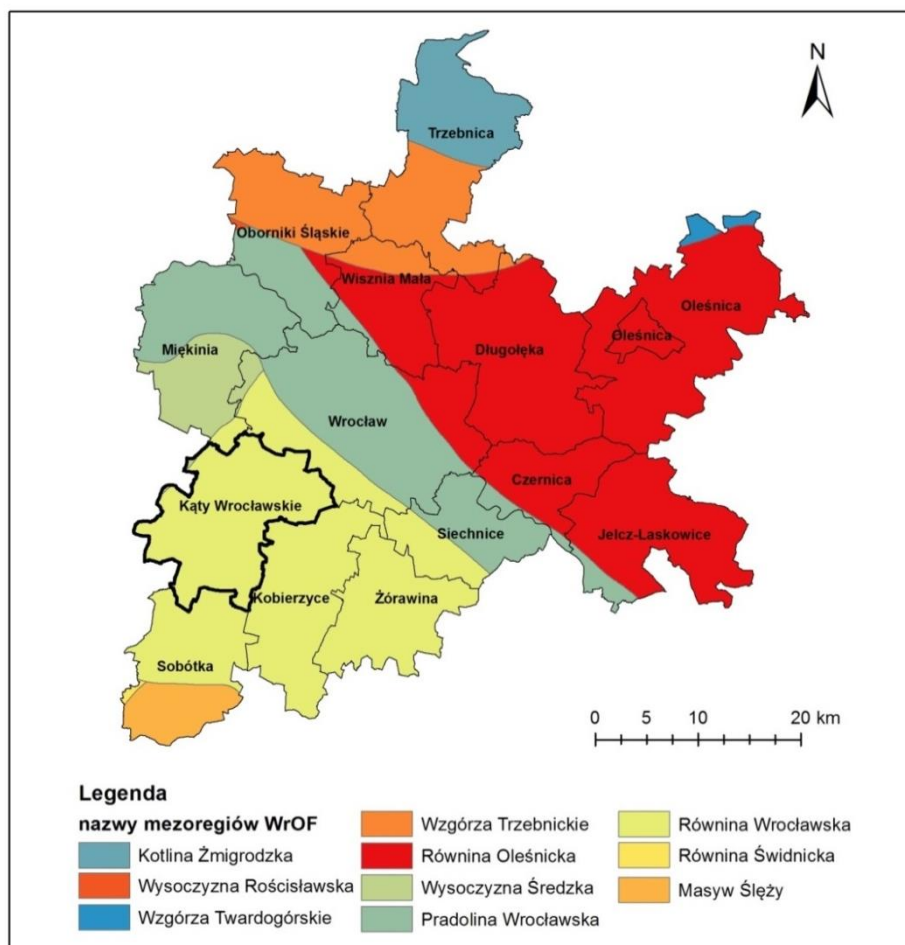 N
Trzebnica
Oborniki Śląskie
Wisznia Mała
Oleśnica
Oleśnica
Miękinia
Długołęka
Wrocław
Czernica
Kąty Wrocławskie
Siechnice
Jelcz-Laskowice
Kobierzyce
Żórawina
Sobótka
0 5 10 20 km
Legenda
nazwy mezoregiów WrOF
Kotlina Żmigrodzka
Wysoczyzna Rościsławska
Wzgórza Twardogórskie
Wzgórza Trzebnickie
Równina Oleśnicka
Wysoczyzna Średzka
Pradolina Wrocławska
Równina Wrocławska
Równina Świdnicka
Masyw Ślęży